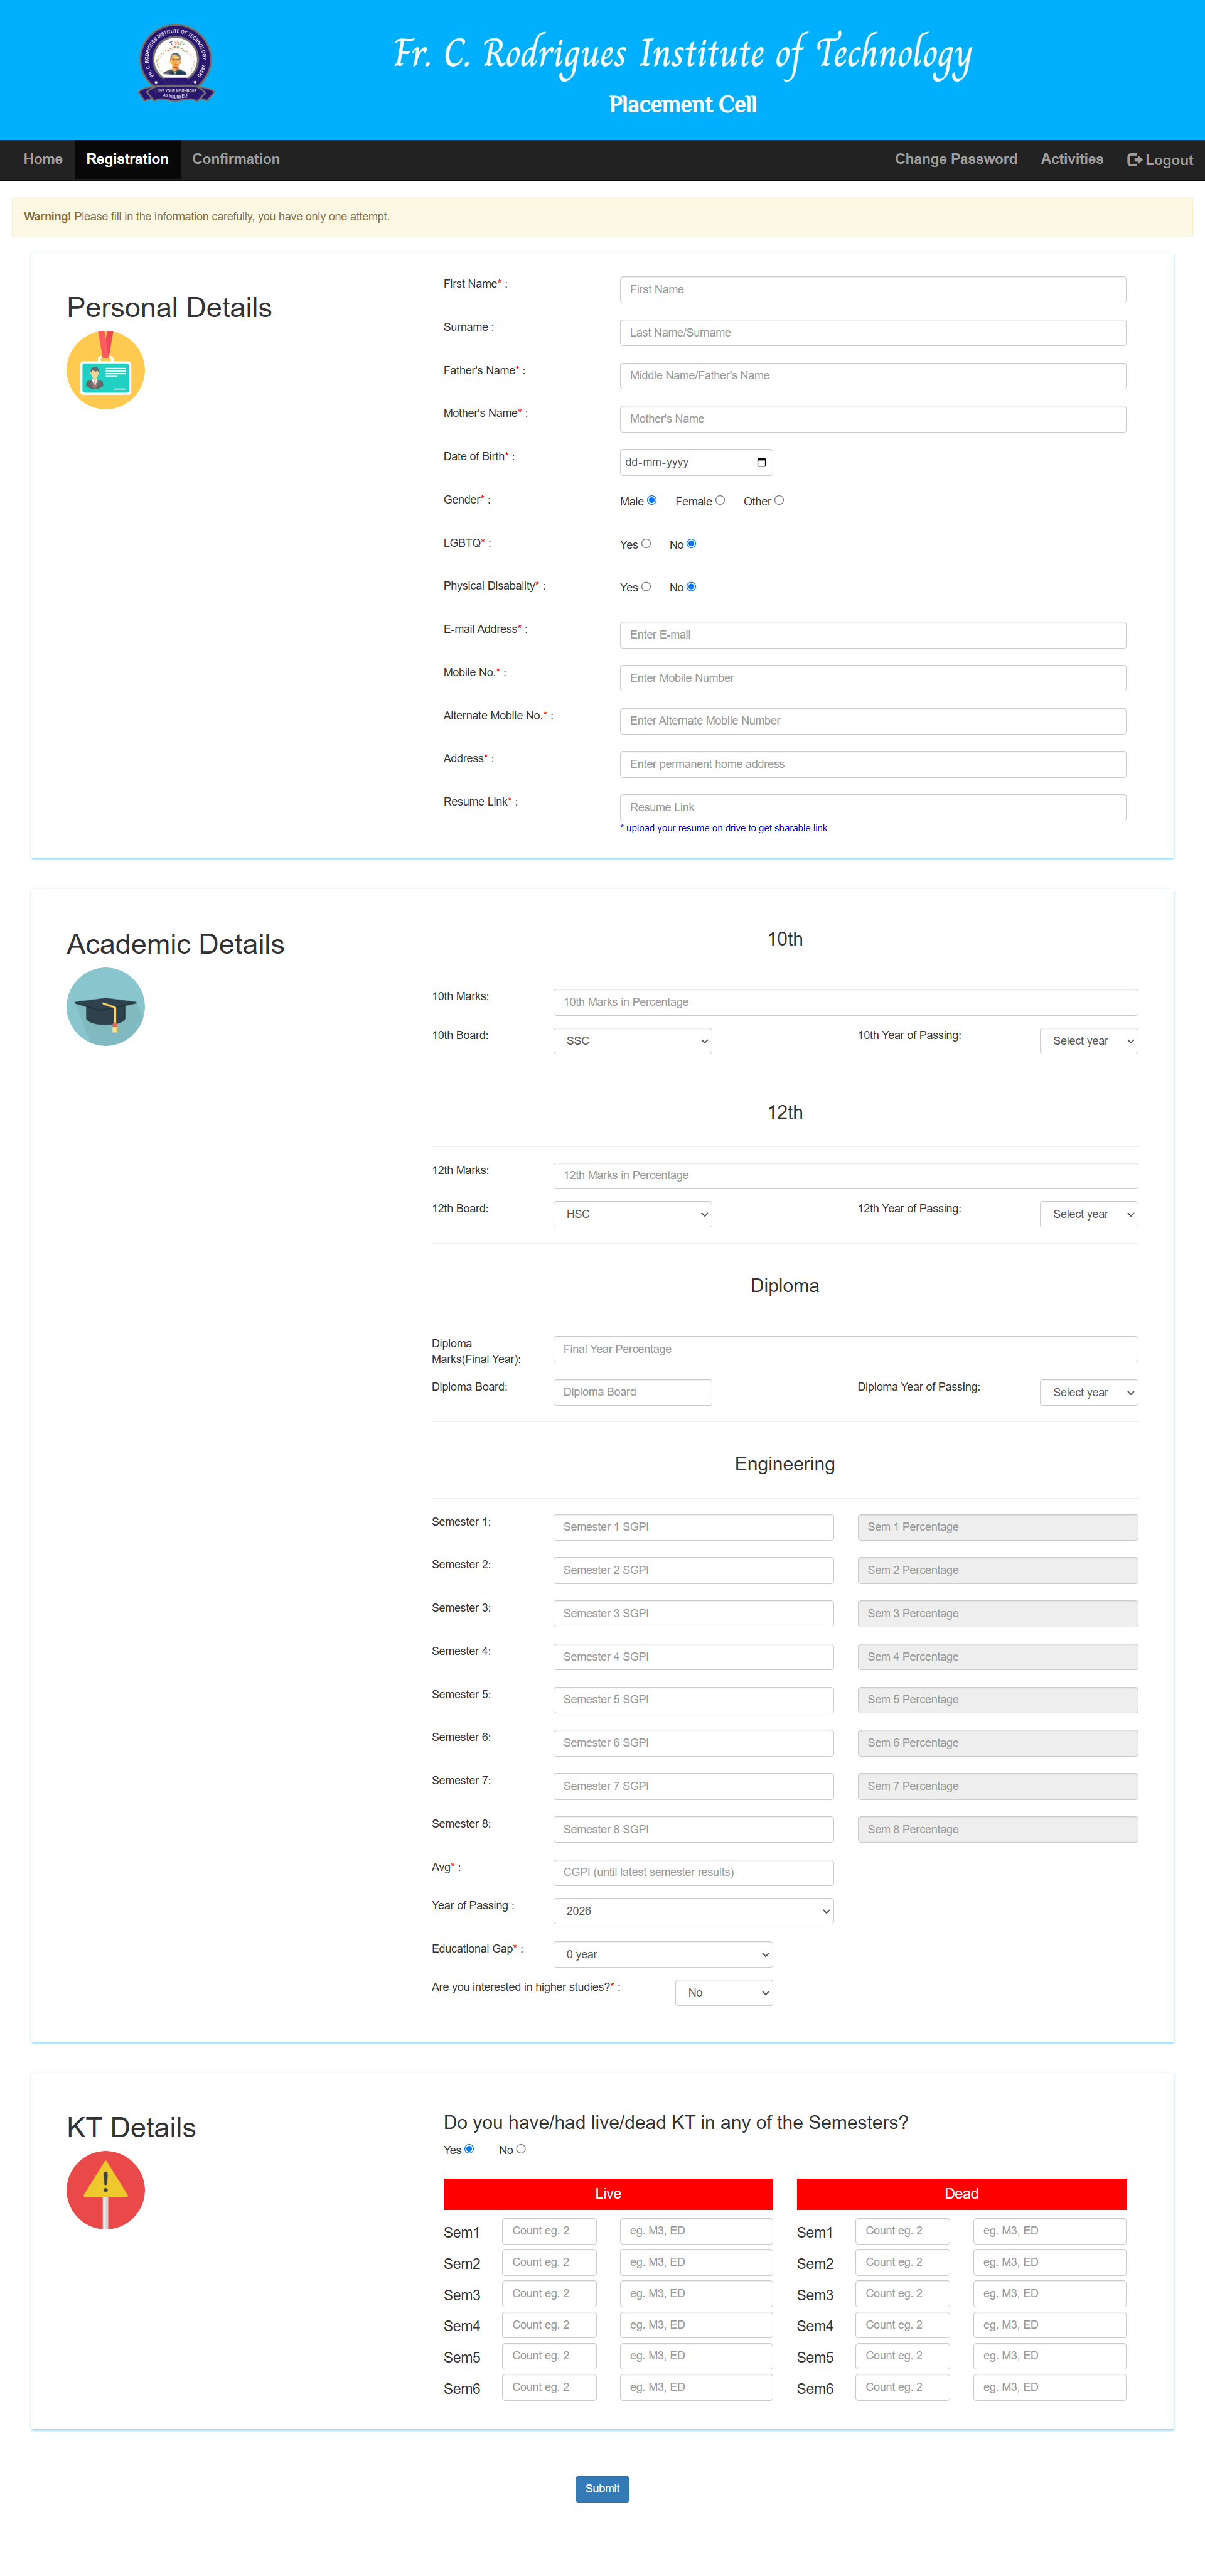 FR. C. RODRIGUES INSTITUTE OF TECHNOLOGY, VASHI
LOVE YOUR NEIGHBOUR
AS YOURSELF
Fr. C. Rodrigues Institute of Technology
Placement Cell
Home Registration Confirmation Change Password Activities Logout
Warning! Please fill in the information carefully, you have only one attempt.
Personal Details
First Name* : First Name
Surname : Last Name/Surname
Father's Name* : Middle Name/Father's Name
Mother's Name* : Mother's Name
Date of Birth* : dd-mm-yyyy
Gender* : Male Female Other
LGBTQ* : Yes No
Physical Disabality* : Yes No
E-mail Address* : Enter E-mail
Mobile No.* : Enter Mobile Number
Alternate Mobile No.* : Enter Alternate Mobile Number
Address* : Enter permanent home address
Resume Link* : Resume Link
* upload your resume on drive to get sharable link
Academic Details
10th
10th Marks: 10th Marks in Percentage
10th Board: SSC 10th Year of Passing: Select year
12th
12th Marks: 12th Marks in Percentage
12th Board: HSC 12th Year of Passing: Select year
Diploma
Diploma
Marks(Final Year): Final Year Percentage
Diploma Board: Diploma Board Diploma Year of Passing: Select year
Engineering
Semester 1: Semester 1 SGPI Sem 1 Percentage
Semester 2: Semester 2 SGPI Sem 2 Percentage
Semester 3: Semester 3 SGPI Sem 3 Percentage
Semester 4: Semester 4 SGPI Sem 4 Percentage
Semester 5: Semester 5 SGPI Sem 5 Percentage
Semester 6: Semester 6 SGPI Sem 6 Percentage
Semester 7: Semester 7 SGPI Sem 7 Percentage
Semester 8: Semester 8 SGPI Sem 8 Percentage
Avg* : CGPI (until latest semester results)
Year of Passing : 2026
Educational Gap* : 0 year
Are you interested in higher studies?* : No
KT Details
Do you have/had live/dead KT in any of the Semesters?
Yes No
Live Dead
Sem1 Count eg. 2 eg. M3, ED Sem1 Count eg. 2 eg. M3, ED
Sem2 Count eg. 2 eg. M3, ED Sem2 Count eg. 2 eg. M3, ED
Sem3 Count eg. 2 eg. M3, ED Sem3 Count eg. 2 eg. M3, ED
Sem4 Count eg. 2 eg. M3, ED Sem4 Count eg. 2 eg. M3, ED
Sem5 Count eg. 2 eg. M3, ED Sem5 Count eg. 2 eg. M3, ED
Sem6 Count eg. 2 eg. M3, ED Sem6 Count eg. 2 eg. M3, ED
Submit